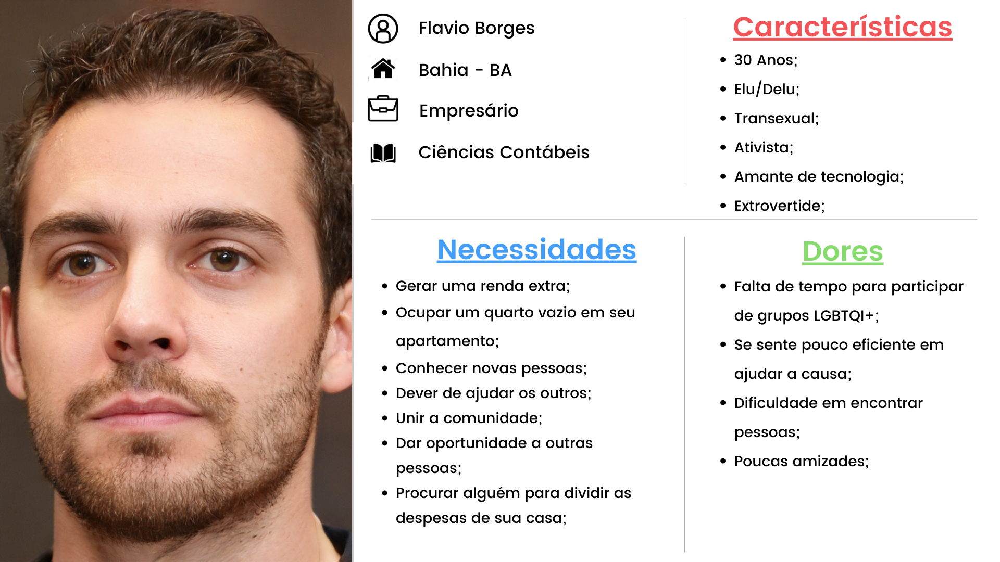 Flavio Borges
Bahia - BA
Empresário
Ciências Contábeis
Características
30 Anos;
Elu/Delu;
Transexual;
Ativista;
Amante de tecnologia;
Extrovertide;
Necessidades
Gerar uma renda extra;
Ocupar um quarto vazio em seu
apartamento;
Conhecer novas pessoas;
Dever de ajudar os outros;
Unir a comunidade;
Dar oportunidade a outras
pessoas;
Procurar alguém para dividir as
despesas de sua casa;
Dores
Falta de tempo para participar
de grupos LGBTQI+;
Se sente pouco eficiente em
ajudar a causa;
Dificuldade em encontrar
pessoas;
Poucas amizades;